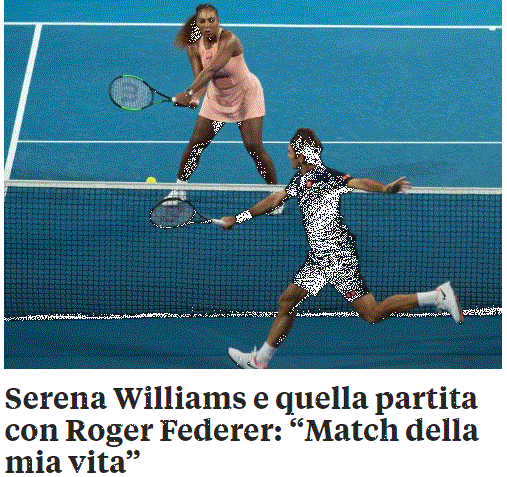 Serena Williams e quella partita
con Roger Federer: “Match della
mia vita”